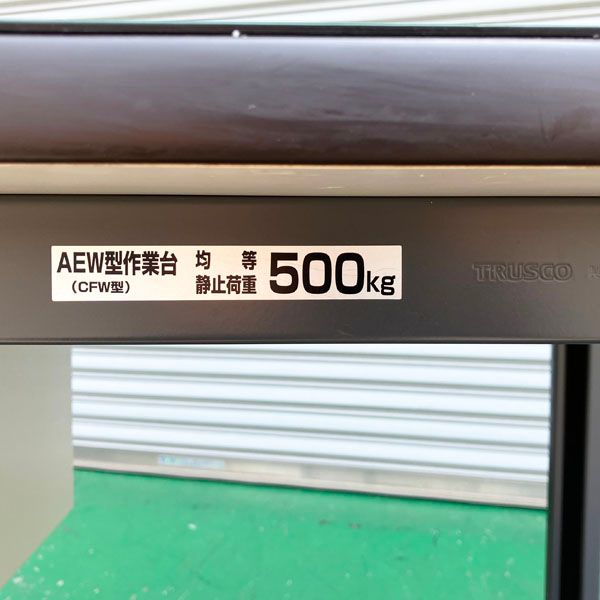 AEW型作業台
(CFW型)
均等
静止荷重
500kg
TRUSCO